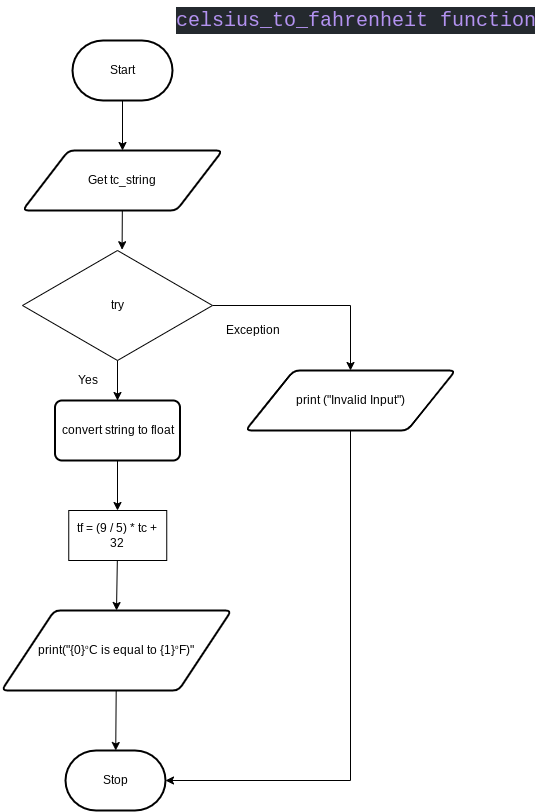 celsius_to_fahrenheit function
Start
Get tc_string
try
Exception
Yes
print ("Invalid Input")
convert string to float
tf = (9 / 5) * tc +
32
print("{0}°C is equal to {1}°F)"
Stop